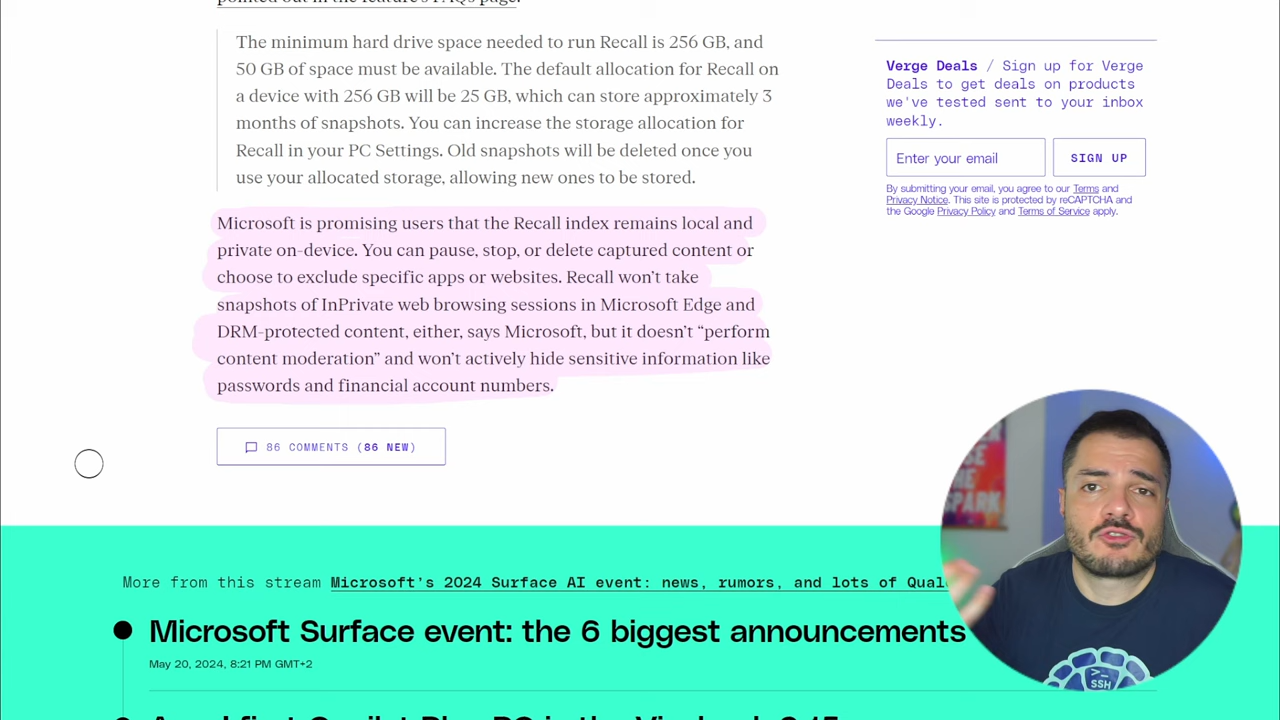 pointed out in the feature's FAQs page.
The minimum hard drive space needed to run Recall is 256 GB, and
50 GB of space must be available. The default allocation for Recall on
a device with 256 GB will be 25 GB, which can store approximately 3
months of snapshots. You can increase the storage allocation for
Recall in your PC Settings. Old snapshots will be deleted once you
use your allocated storage, allowing new ones to be stored.
Microsoft is promising users that the Recall index remains local and
private on-device. You can pause, stop, or delete captured content or
choose to exclude specific apps or websites. Recall won't take
snapshots of InPrivate web browsing sessions in Microsoft Edge and
DRM-protected content, either, says Microsoft, but it doesn't “perform
content moderation” and won't actively hide sensitive information like
passwords and financial account numbers.
86 COMMENTS (86 NEW)
Verge Deals / Sign up for Verge
Deals to get deals on products
we've tested sent to your inbox
weekly.
Enter your email
SIGN UP
By submitting your email, you agree to our Terms and
Privacy Notice. This site is protected by reCAPTCHA and
the Google Privacy Policy and Terms of Service apply.
More from this stream Microsoft's 2024 Surface AI event: news, rumors, and lots of
Microsoft Surface event: the 6 biggest announcements
May 20, 2024, 8:21 PM GMT+2
THE
SPARK
>_
SSH